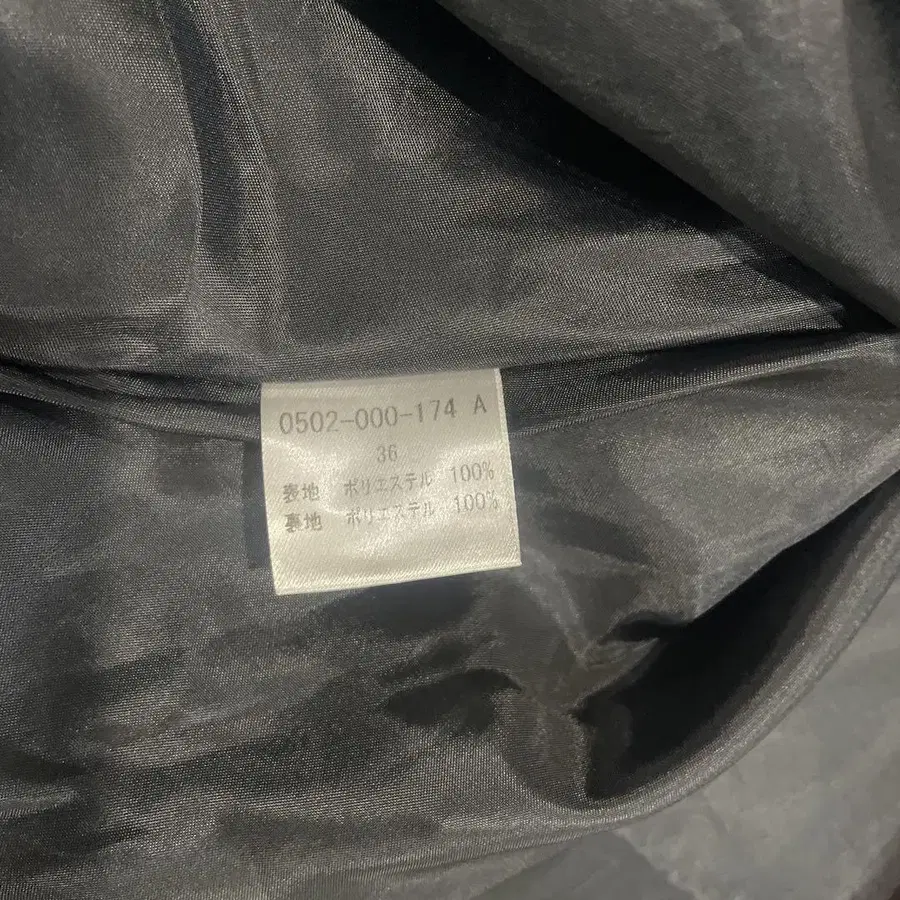 0502-000-174 A
36
表地 ポリエステル 100%
裏地 ポリエステル 100%